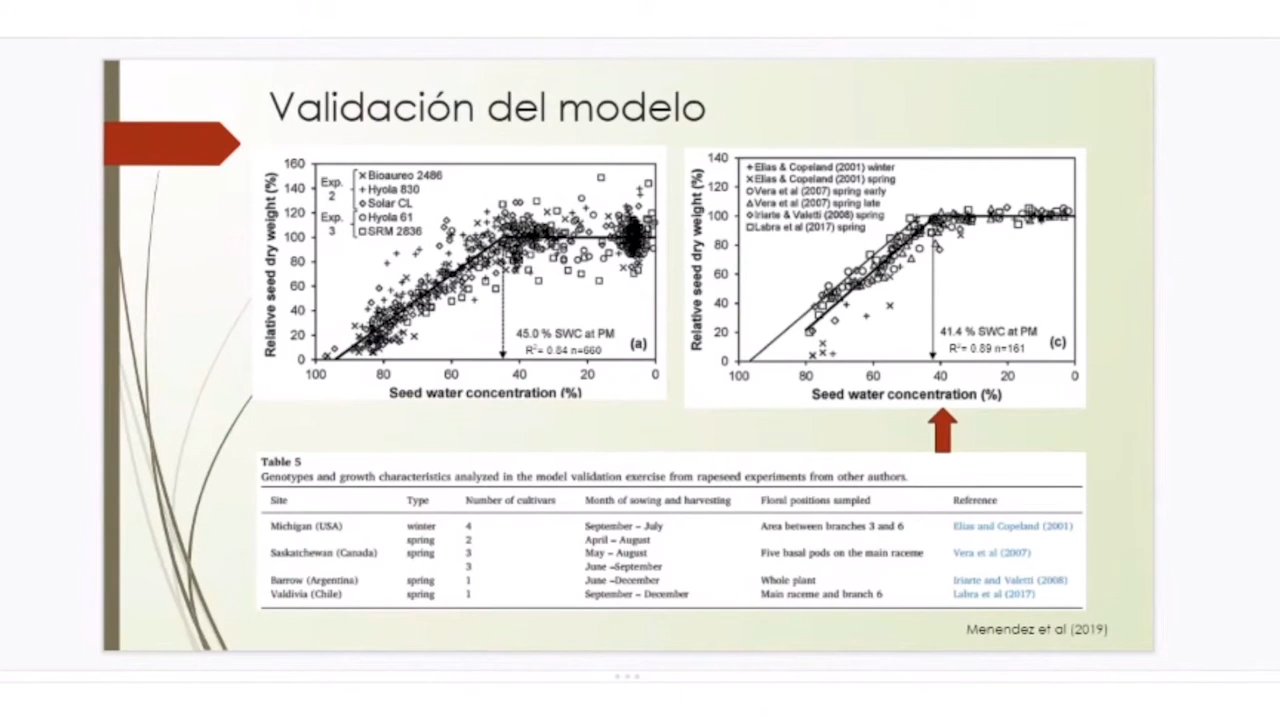 Validación del modelo
Relative seed dry weight (%)
160
140
120
100
80
60
40
20
0
Exp. 2
× Bioaureo 2486
+ Hyola 830
◇ Solar CL
Exp. 3
○ Hyola 61
□ SRM 2836
45.0 % SWC at PM
R²= 0.84 n=660
(a)
100 80 60 40 20 0
Seed water concentration (%)
Relative seed dry weight (%)
140
120
100
80
60
40
20
0
+ Elias & Copeland (2001) winter
× Elias & Copeland (2001) spring
○ Vera et al (2007) spring early
△ Vera et al (2007) spring late
◇ Iriarte & Valetti (2008) spring
□ Labra et al (2017) spring
41.4 % SWC at PM
R²= 0.89 n=161
(c)
100 80 60 40 20 0
Seed water concentration (%)
Table 5
Genotypes and growth characteristics analyzed in the model validation exercise from rapeseed experiments from other authors.
Site Type Number of cultivars Month of sowing and harvesting Floral positions sampled Reference
Michigan (USA) winter 4 September – July Area between branches 3 and 6 Elias and Copeland (2001)
spring 2 April – August
Saskatchewan (Canada) spring 3 May – August Five basal pods on the main raceme Vera et al (2007)
3 June –September
Barrow (Argentina) spring 1 June –December Whole plant Iriarte and Valetti (2008)
Valdivia (Chile) spring 1 September – December Main raceme and branch 6 Labra et al (2017)
Menendez et al (2019)